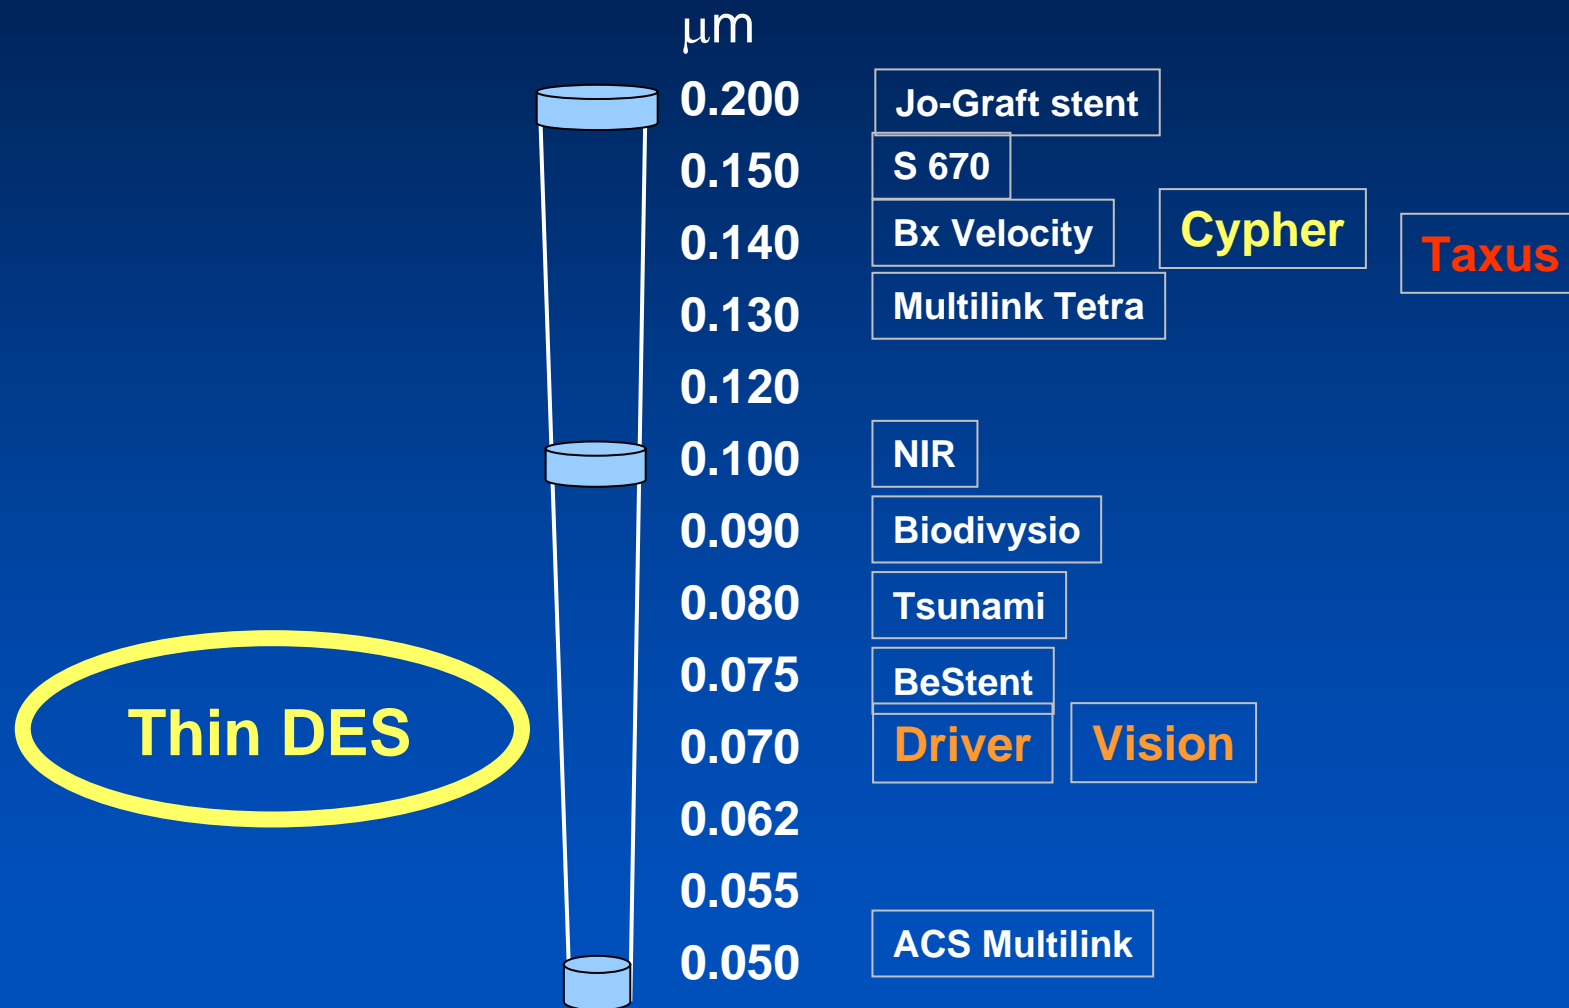 μm
0.200 Jo-Graft stent
0.150 S 670
0.140 Bx Velocity Cypher Taxus
0.130 Multilink Tetra
0.120
0.100 NIR
0.090 Biodivysio
0.080 Tsunami
0.075 BeStent
Thin DES
0.070 Driver Vision
0.062
0.055
0.050 ACS Multilink